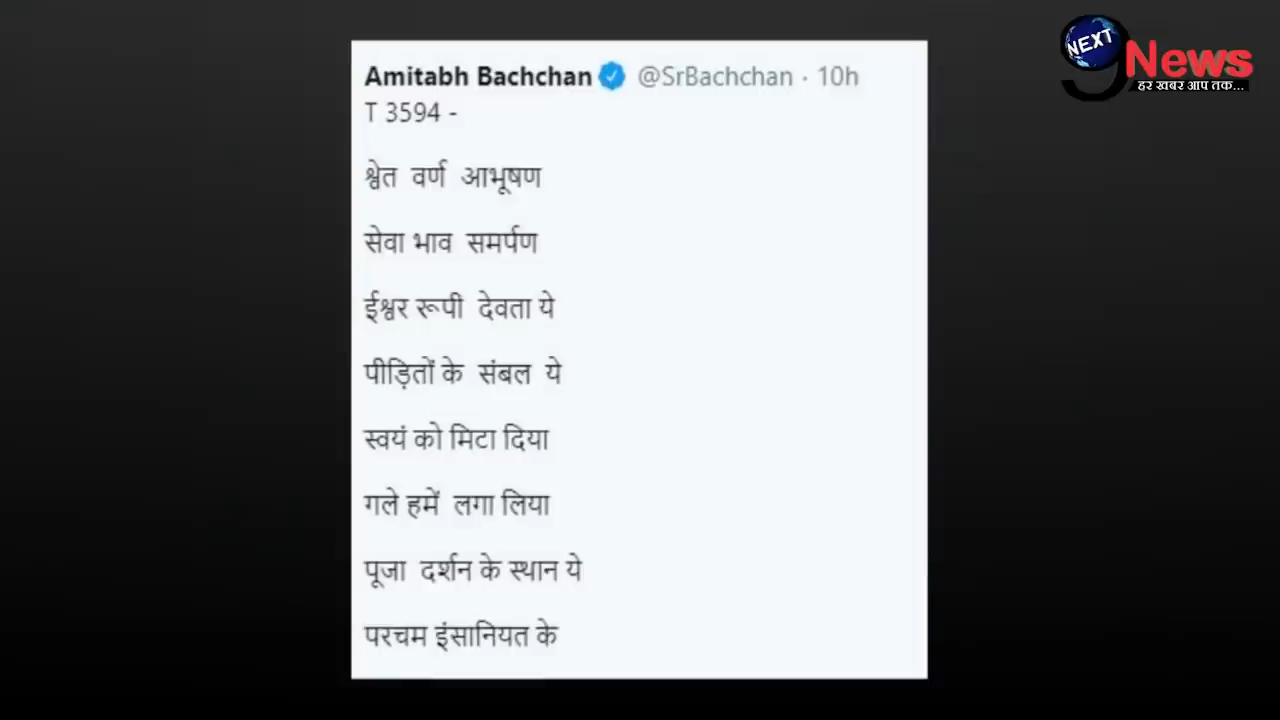 Amitabh Bachchan @SrBachchan · 10h
T 3594 -
श्वेत वर्ण आभूषण
सेवा भाव समर्पण
ईश्वर रूपी देवता ये
पीड़ितों के संबल ये
स्वयं को मिटा दिया
गले हमें लगा लिया
पूजा दर्शन के स्थान ये
परचम इंसानियत के
NEXT
9 News
हर खबर आप तक...